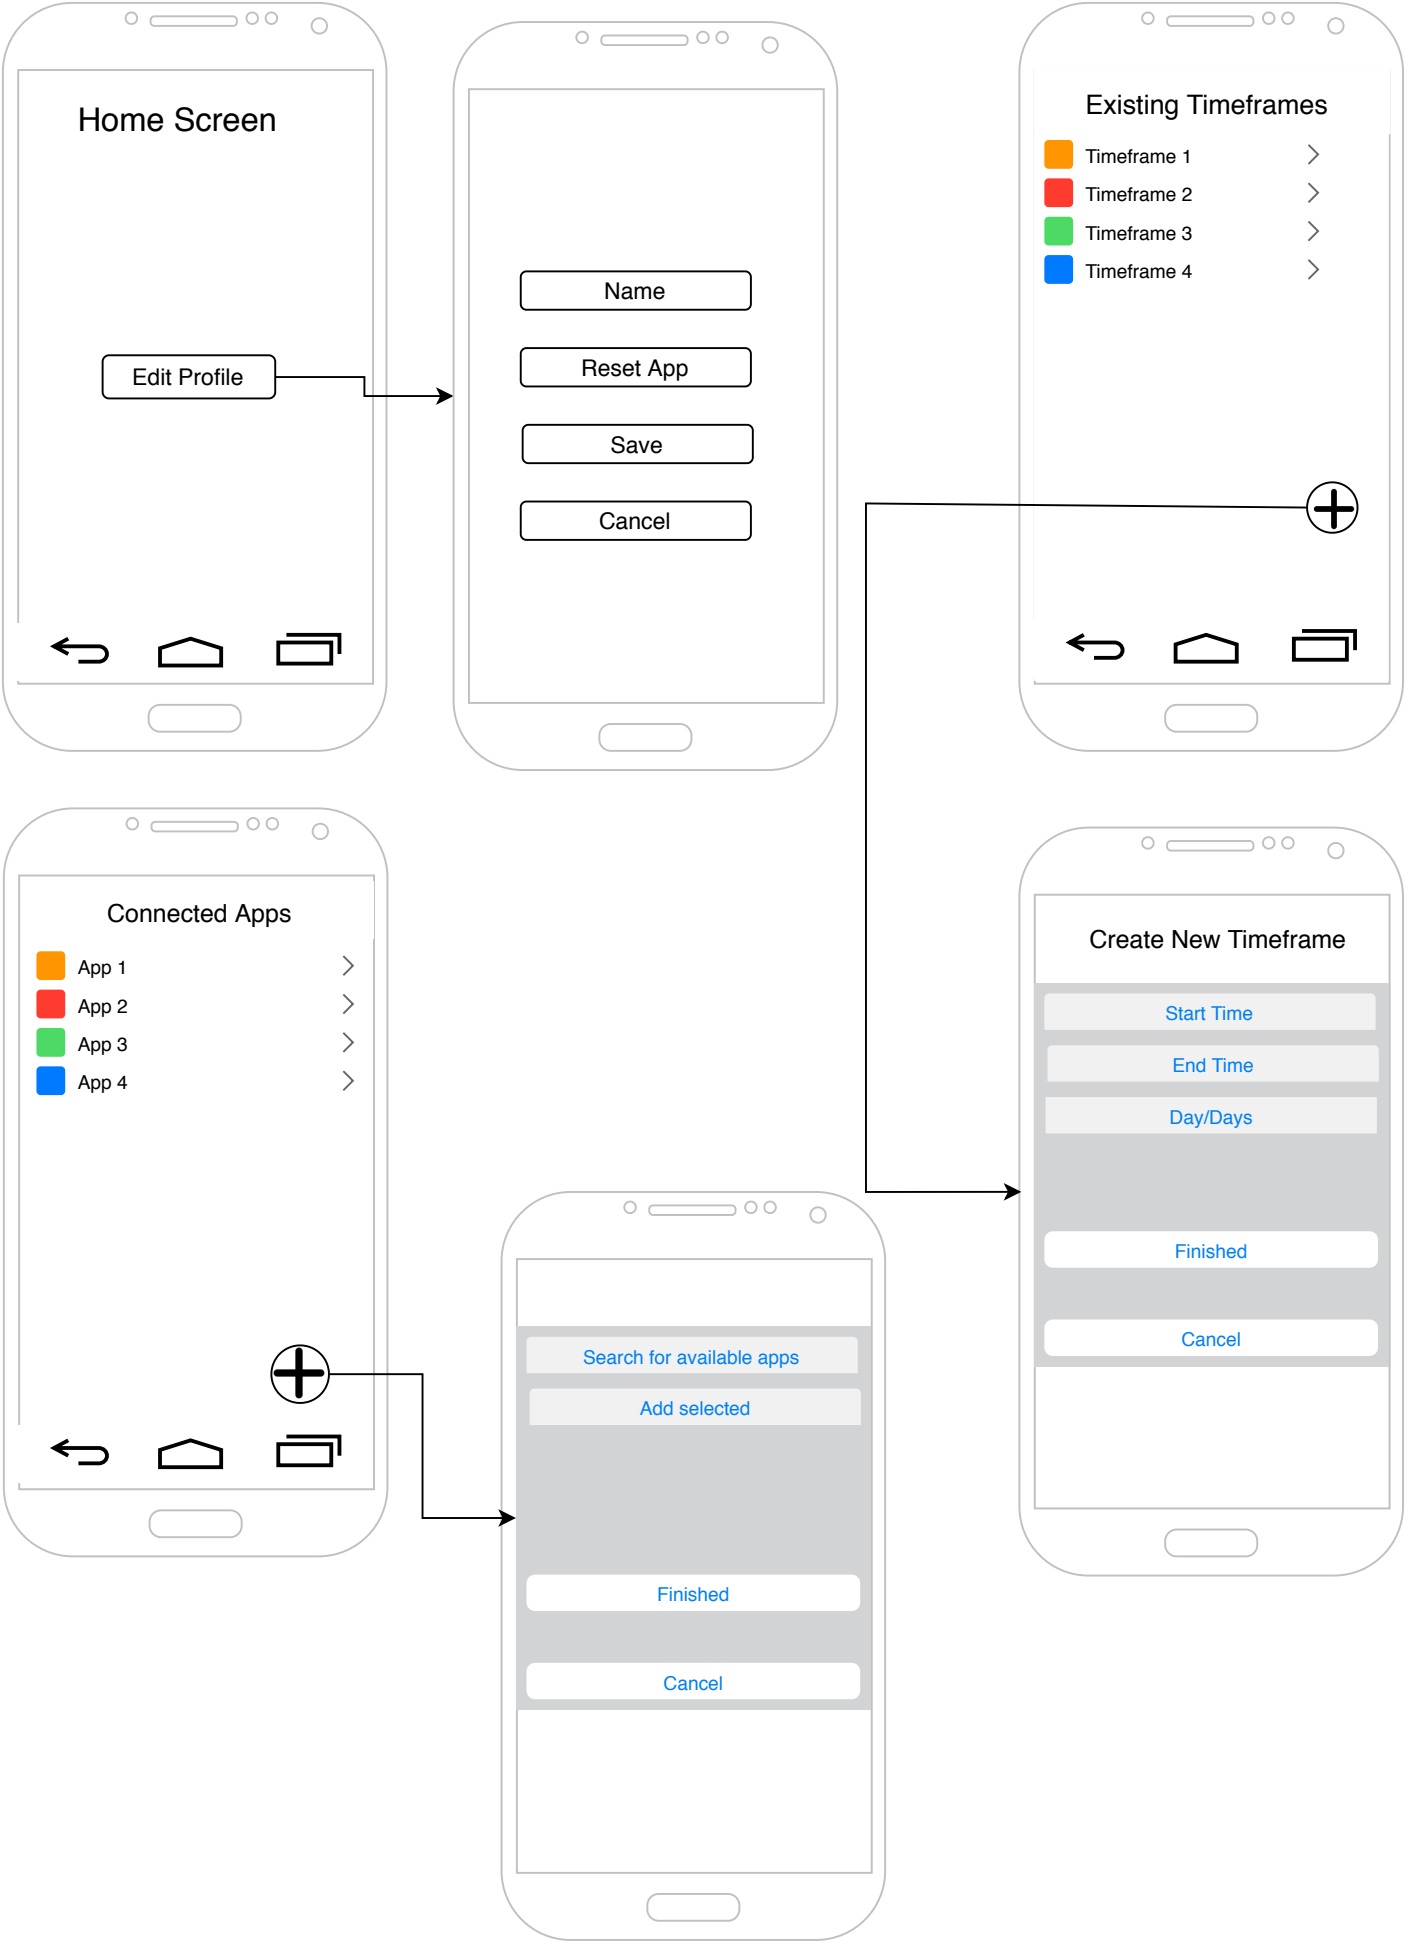 Home Screen
Edit Profile
Name
Reset App
Save
Cancel
Existing Timeframes
Timeframe 1
Timeframe 2
Timeframe 3
Timeframe 4
Connected Apps
App 1
App 2
App 3
App 4
Search for available apps
Add selected
Finished
Cancel
Create New Timeframe
Start Time
End Time
Day/Days
Finished
Cancel